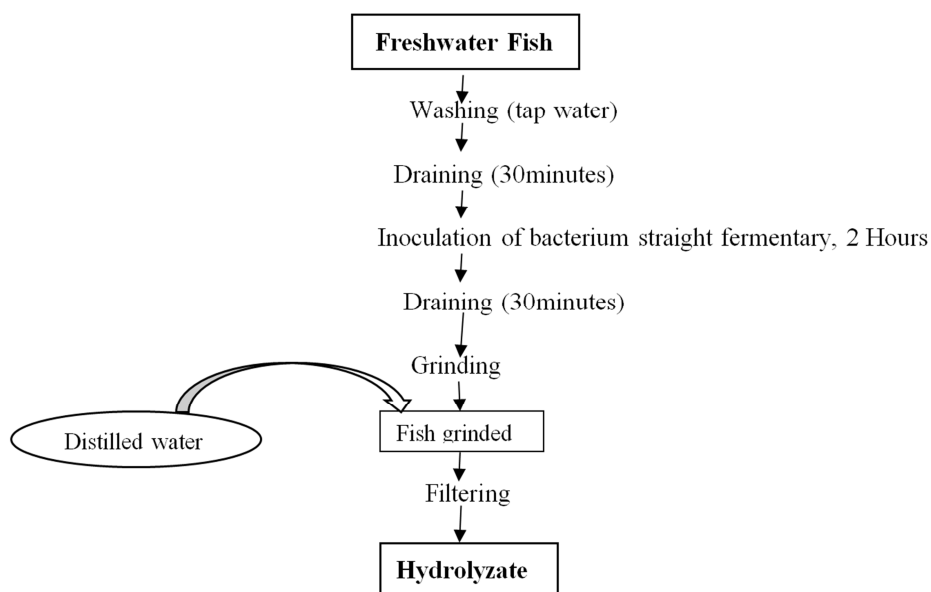 Freshwater Fish
Washing (tap water)
Draining (30minutes)
Inoculation of bacterium straight fermentary, 2 Hours
Draining (30minutes)
Grinding
Distilled water
Fish grinded
Filtering
Hydrolyzate